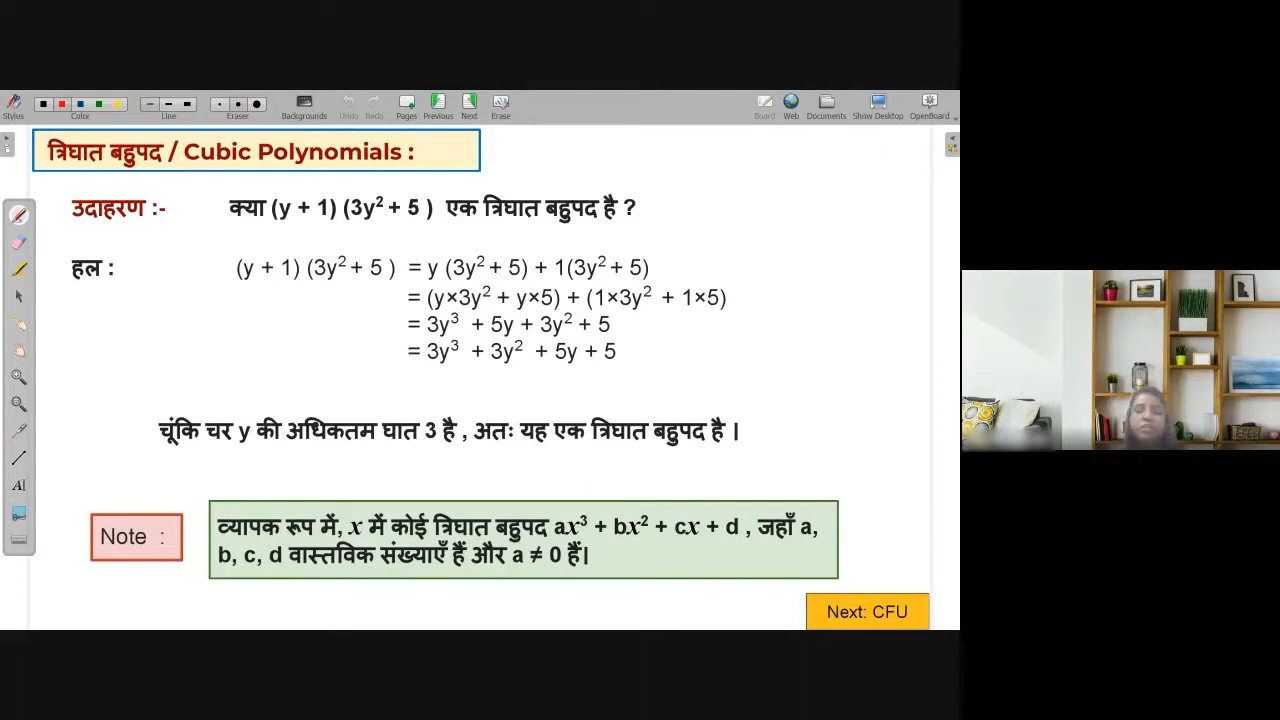 Stylus
Color
Line
Eraser
Backgrounds
Undo
Redo
Pages
Previous
Next
Erase
Board
Web
Documents
Show Desktop
OpenBoard
त्रिघात बहुपद / Cubic Polynomials :
उदाहरण :- क्या (y + 1) (3y² + 5 ) एक त्रिघात बहुपद है ?
हल : (y + 1) (3y² + 5 ) = y (3y² + 5) + 1(3y² + 5)
= (y×3y² + y×5) + (1×3y² + 1×5)
= 3y³ + 5y + 3y² + 5
= 3y³ + 3y² + 5y + 5
चूंकि चर y की अधिकतम घात 3 है , अतः यह एक त्रिघात बहुपद है ।
Note :
व्यापक रूप में, x में कोई त्रिघात बहुपद ax³ + bx² + cx + d , जहाँ a,
b, c, d वास्तविक संख्याएँ हैं और a ≠ 0 हैं।
Next: CFU